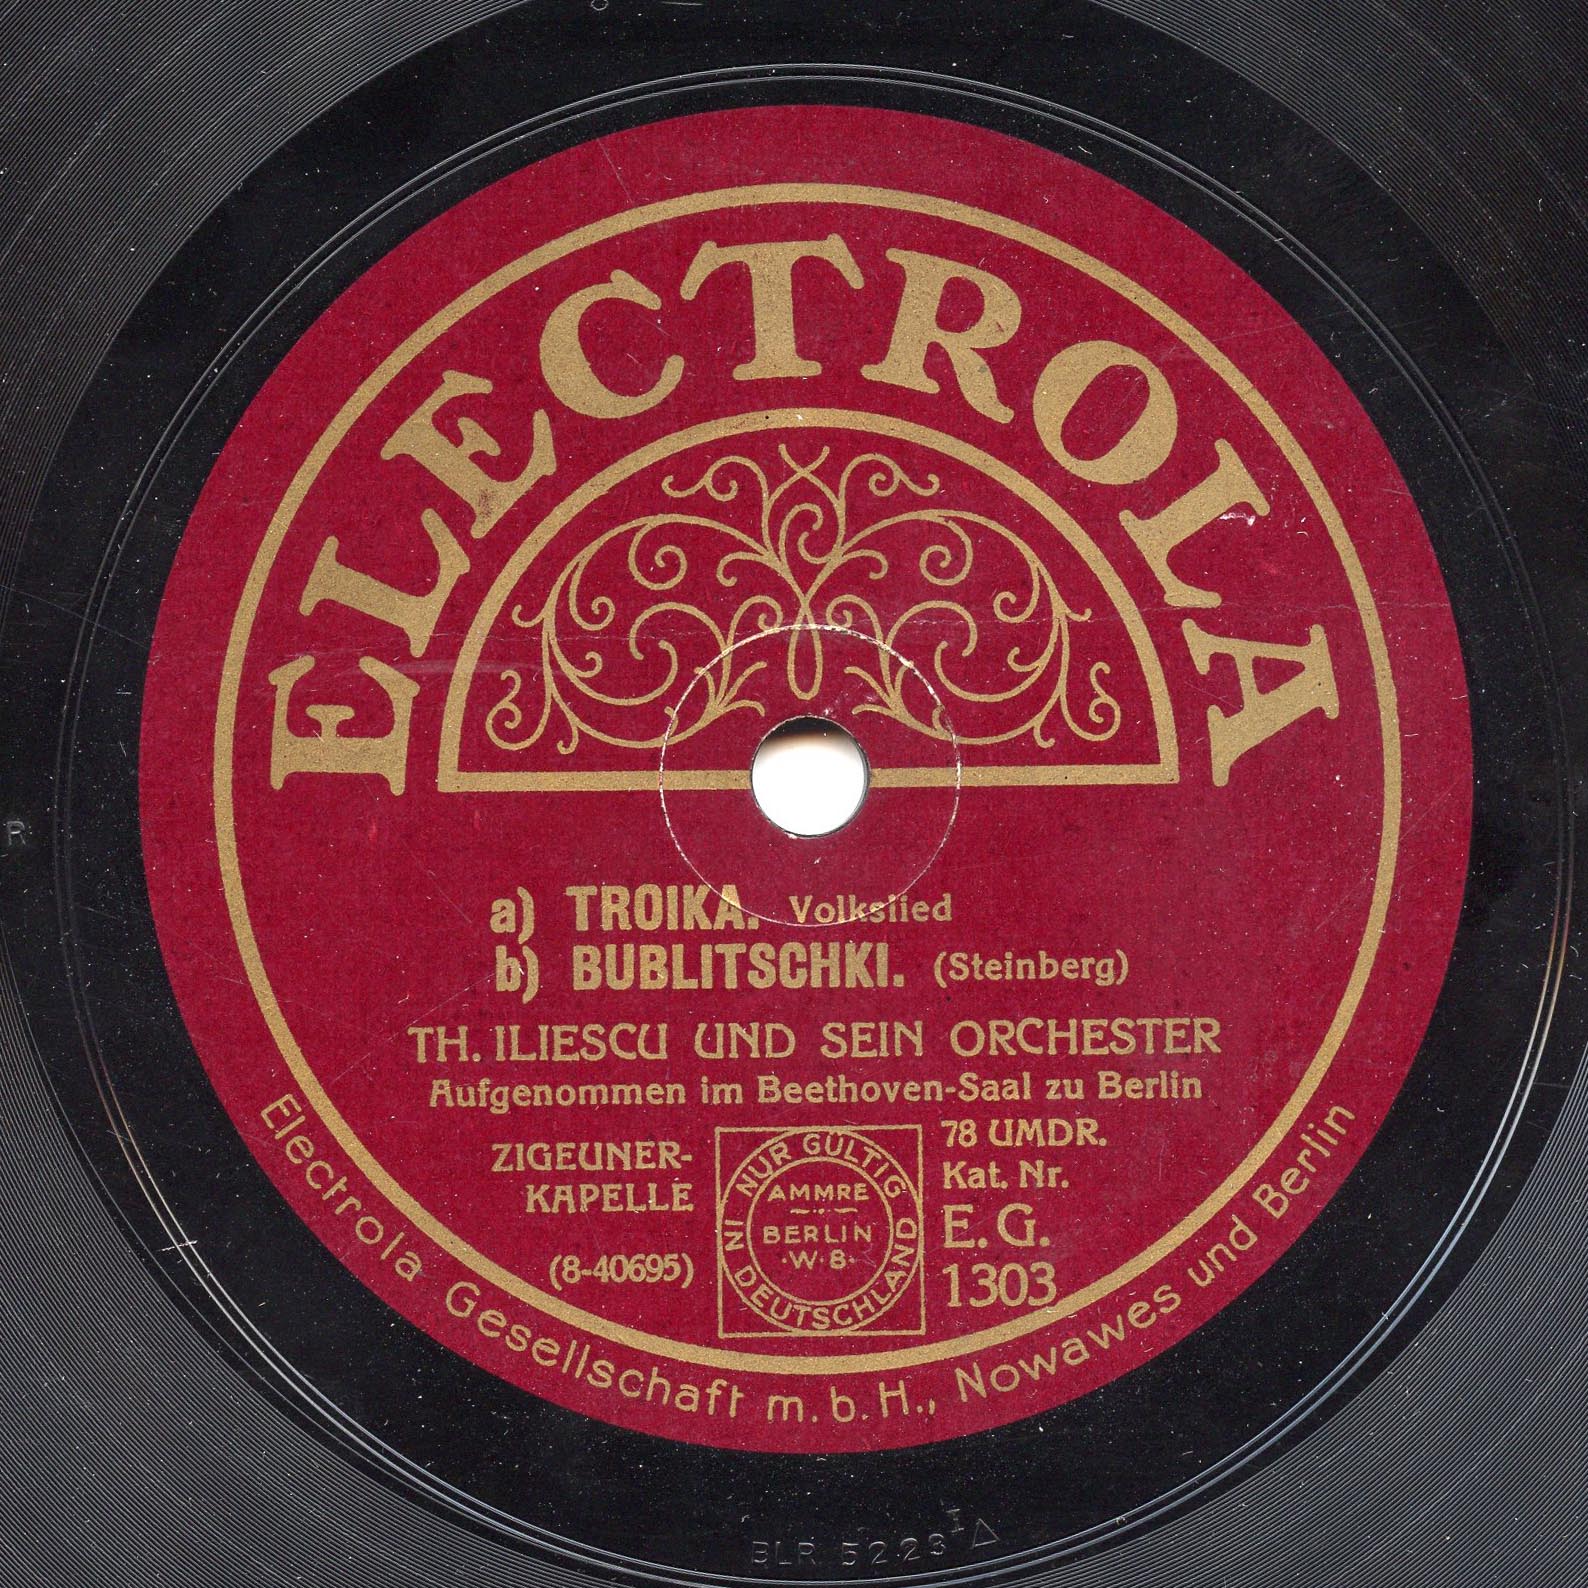 ELECTROLA
a) TROIKA. Volkslied
b) BUBLITSCHKI. (Steinberg)
TH. ILIESCU UND SEIN ORCHESTER
Aufgenommen im Beethoven-Saal zu Berlin
ZIGEUNER-
KAPELLE
(8-40695)
NUR GÜLTIG
IN DEUTSCHLAND
AMMRE
BERLIN
·W·8·
78 UMDR.
Kat. Nr.
E.G.
1303
Electrola Gesellschaft m.b.H., Nowawes und Berlin
R
BLR 5223 I △